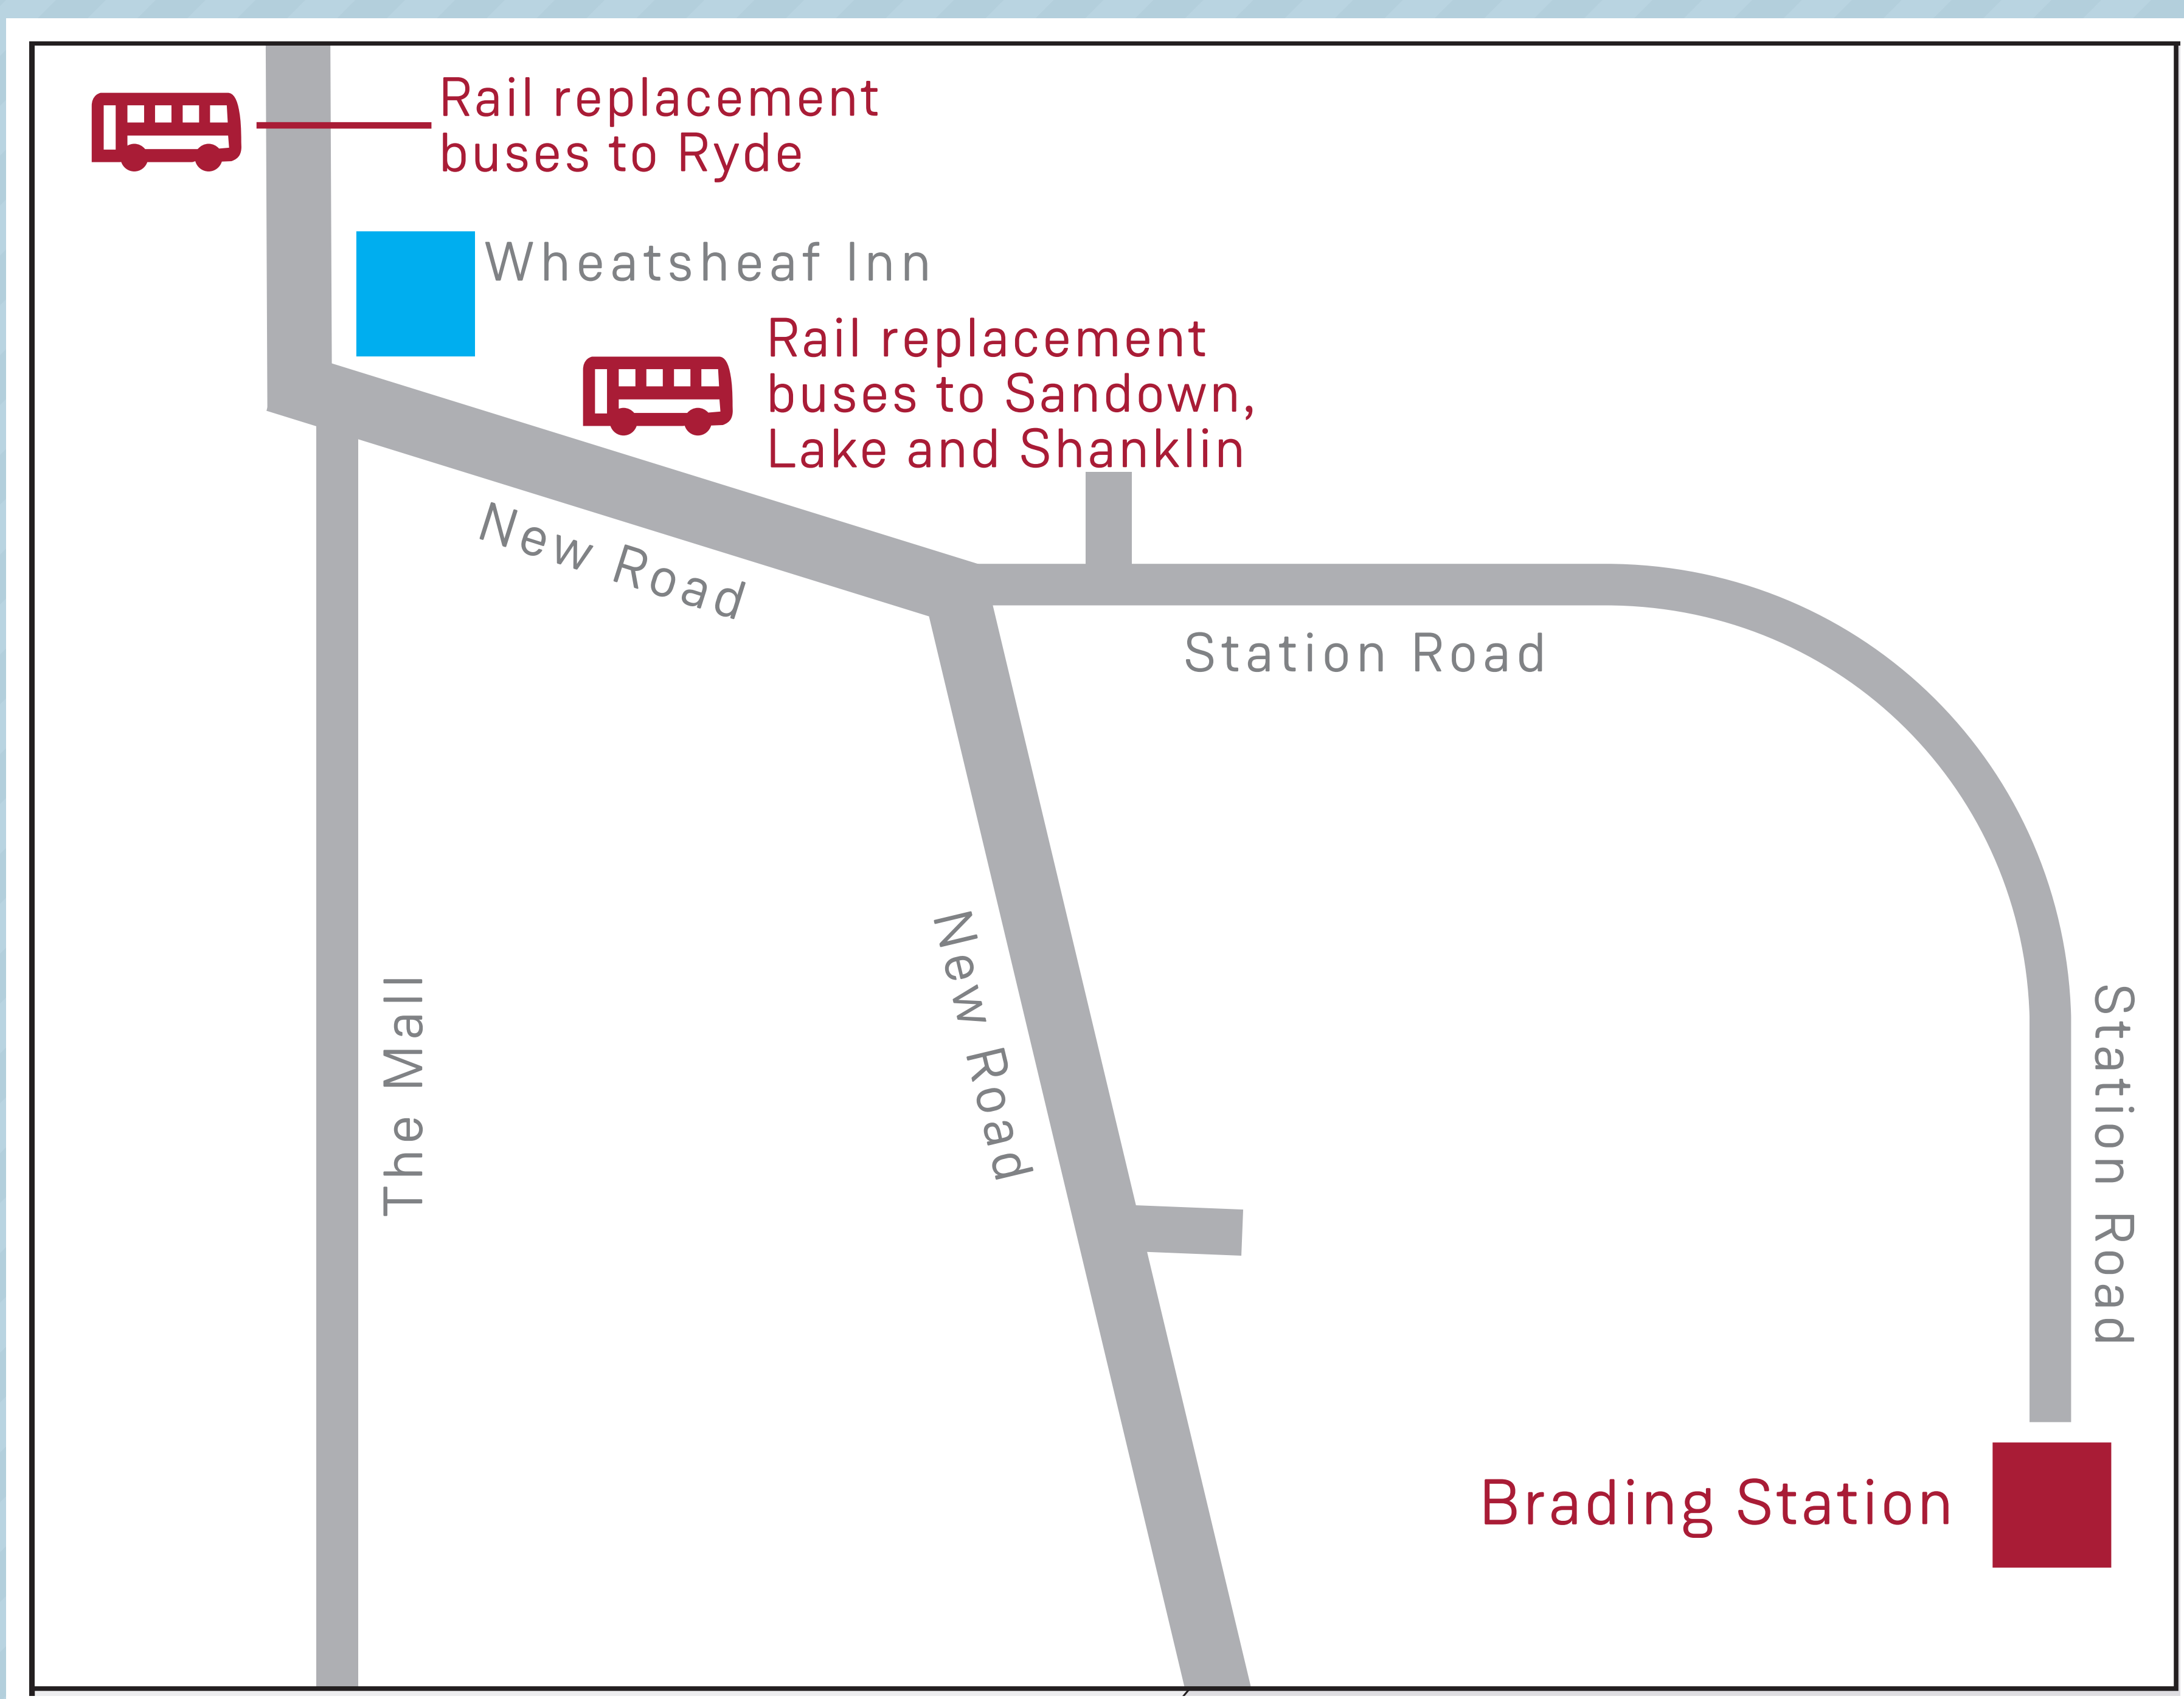 Rail replacement
buses to Ryde
Wheatsheaf Inn
Rail replacement
buses to Sandown,
Lake and Shanklin
New Road
Station Road
The Mall
New Road
Station Road
Brading Station